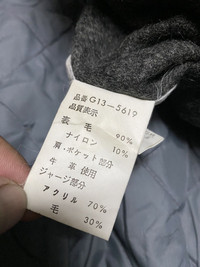 品番 G13-5619
品質表示
表 毛 90%
ナイロン 10%
肩.ポケット部分
牛革使用
ジャージ部分
アクリル 70%
毛 30%